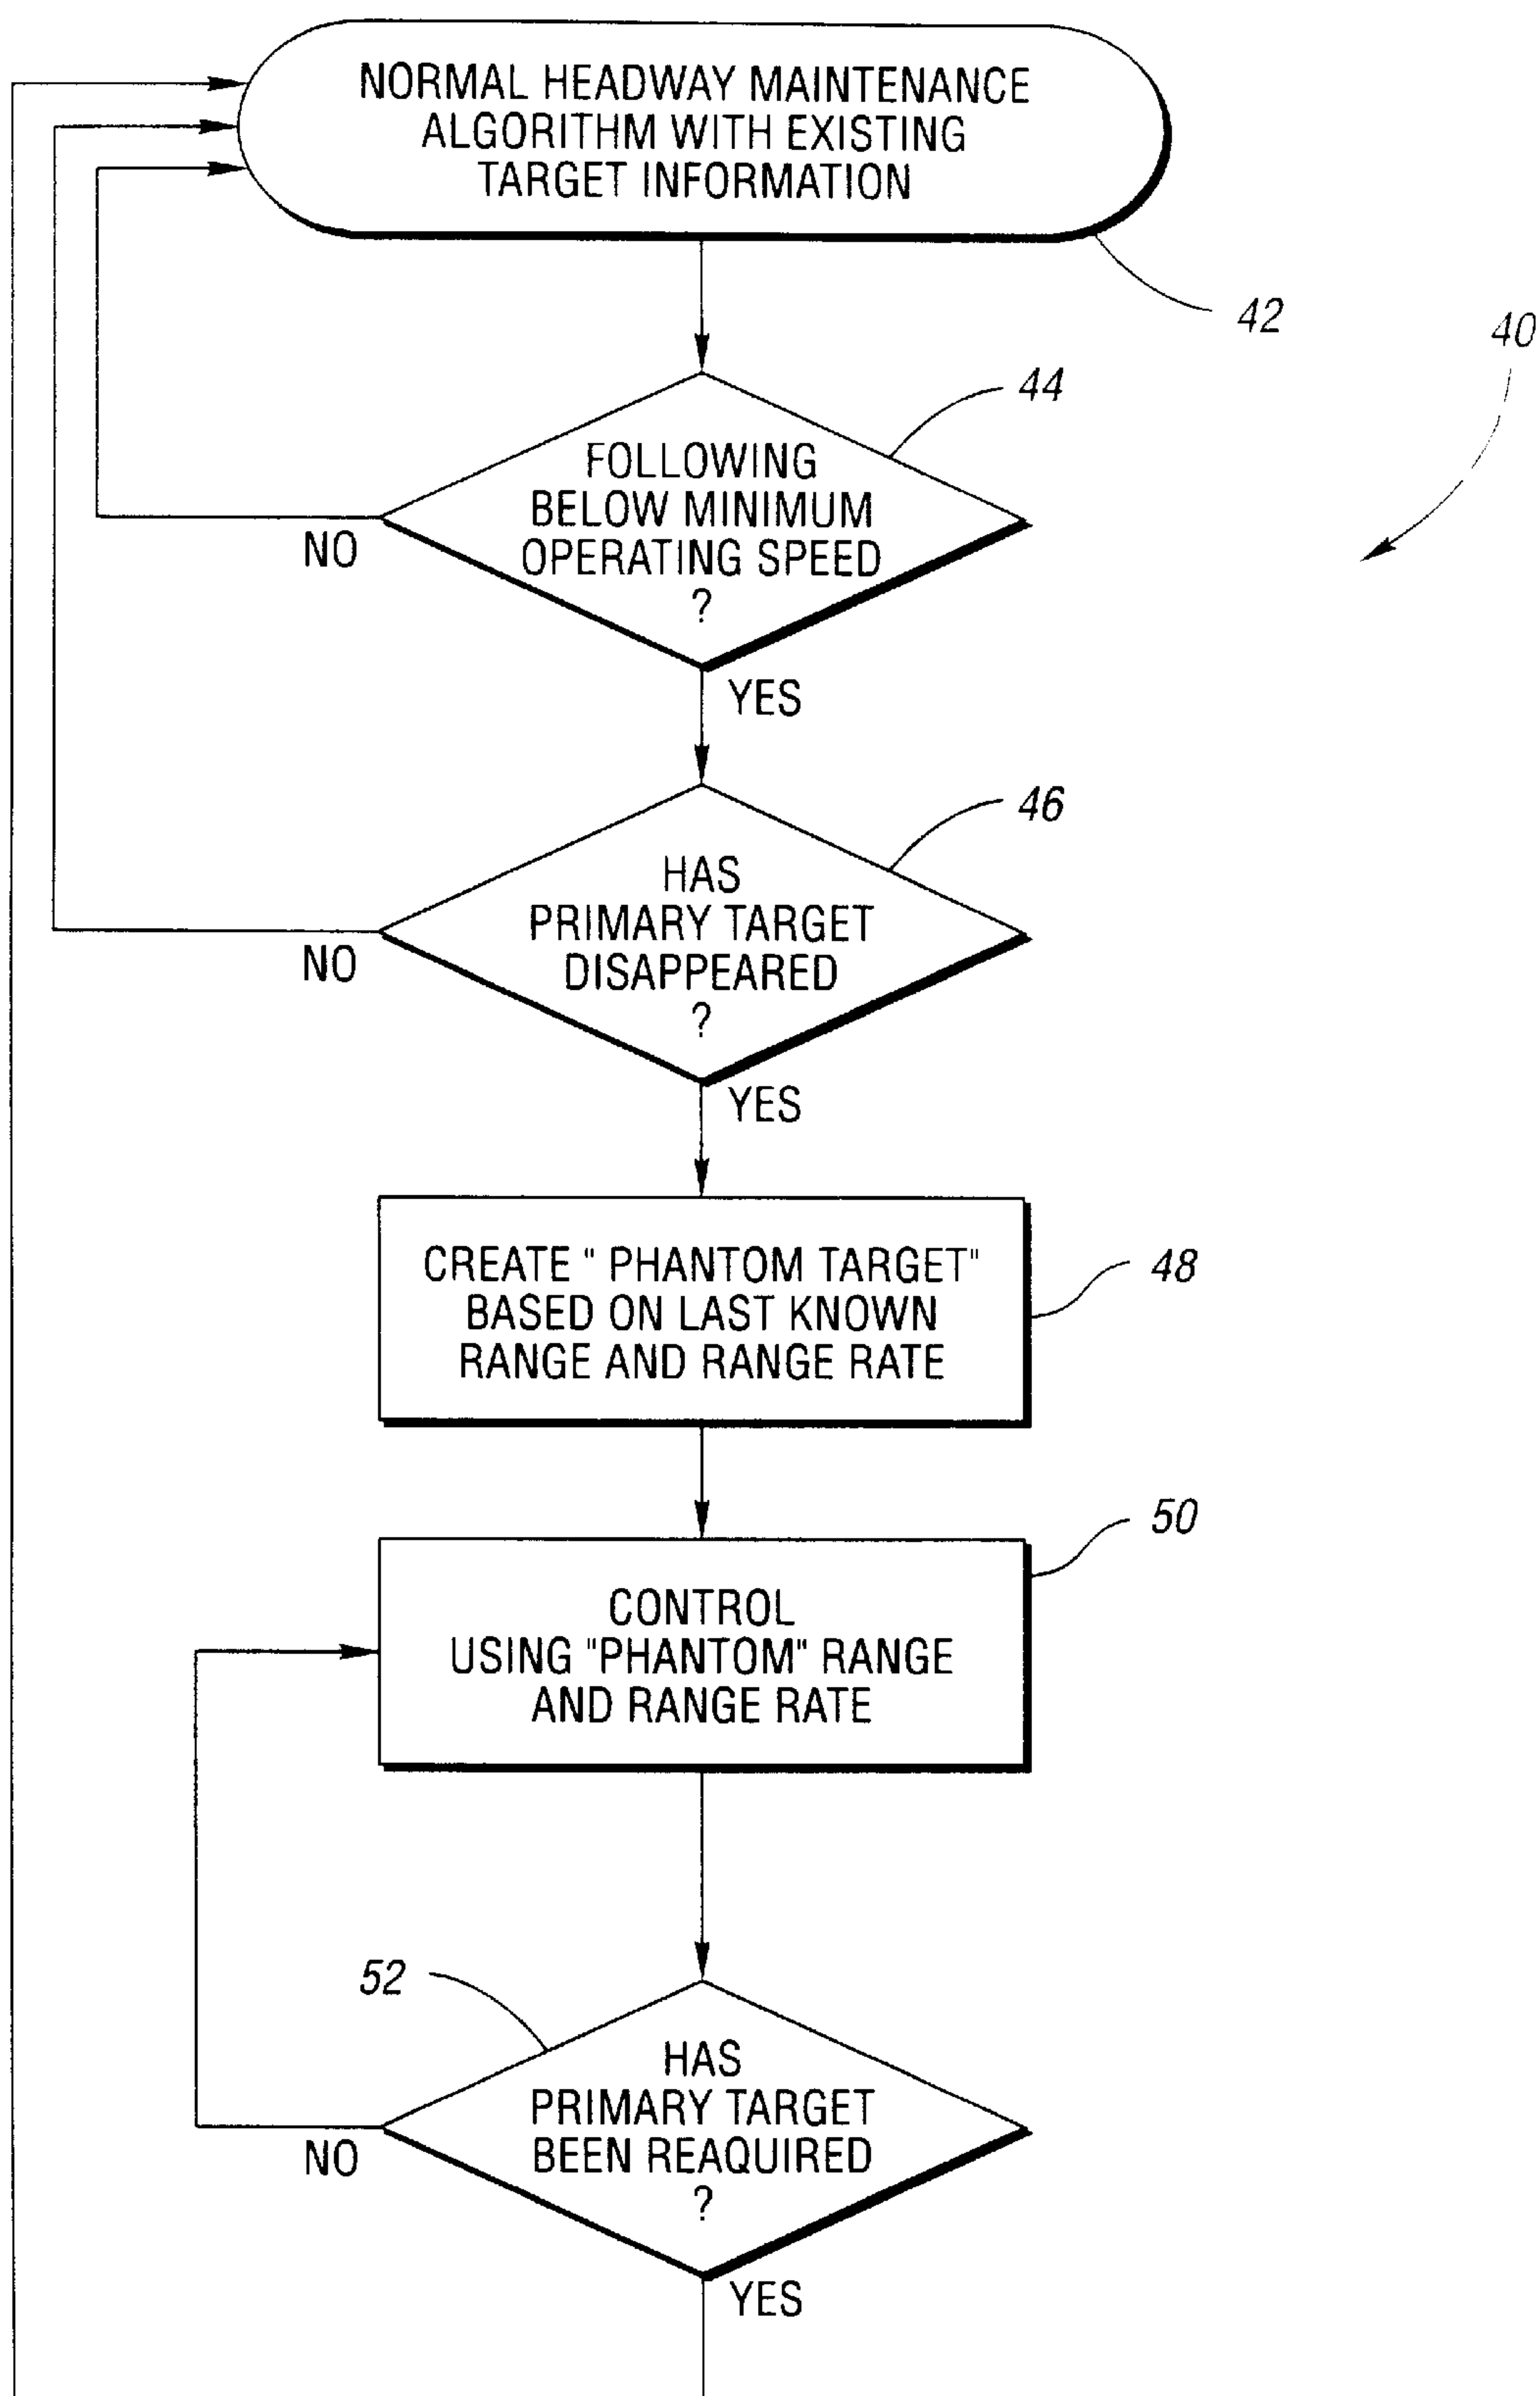 NORMAL HEADWAY MAINTENANCE
ALGORITHM WITH EXISTING
TARGET INFORMATION
42
40
44
FOLLOWING
BELOW MINIMUM
OPERATING SPEED
?
NO
YES
46
HAS
PRIMARY TARGET
DISAPPEARED
?
NO
YES
CREATE " PHANTOM TARGET"
BASED ON LAST KNOWN
RANGE AND RANGE RATE
48
50
CONTROL
USING "PHANTOM" RANGE
AND RANGE RATE
52
HAS
PRIMARY TARGET
BEEN REAQUIRED
?
NO
YES